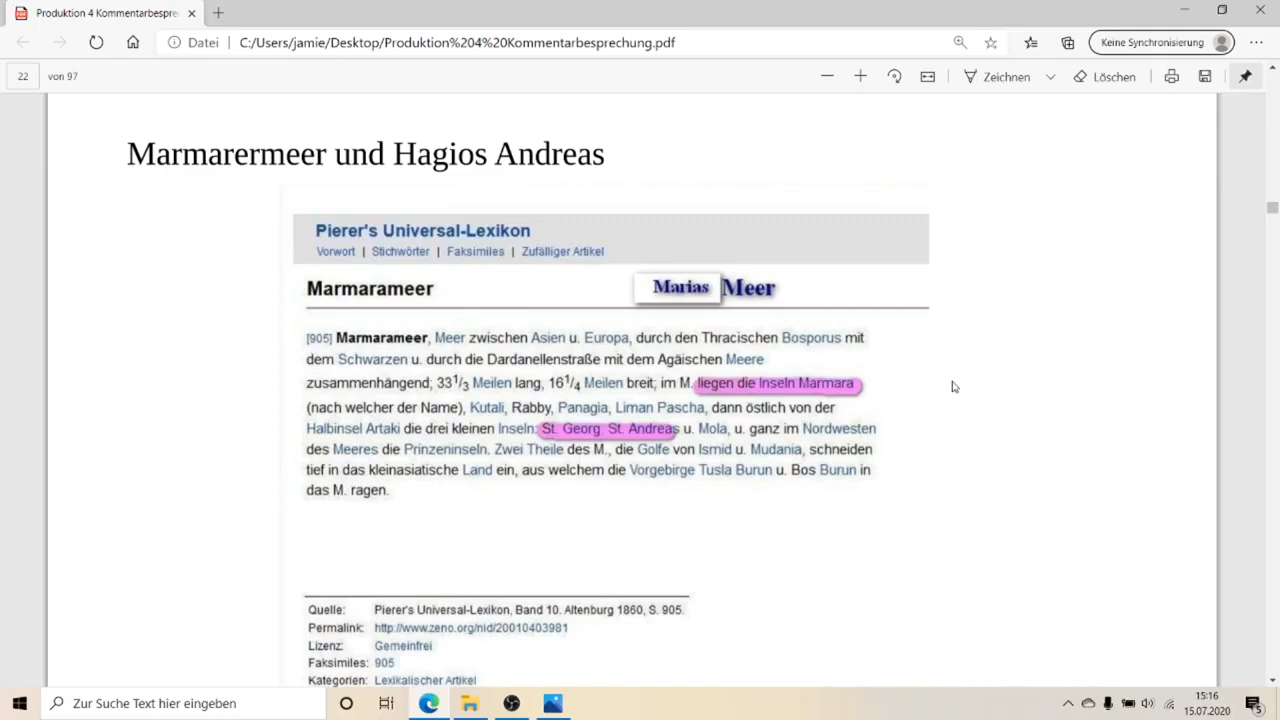 Produktion 4 Kommentarbespre
Datei C:/Users/jamie/Desktop/Produktion%204%20Kommentarbesprechung.pdf
Keine Synchronisierung
22 von 97
Zeichnen
Löschen
Marmarermeer und Hagios Andreas
Pierer's Universal-Lexikon
Vorwort | Stichwörter | Faksimiles | Zufälliger Artikel
Marmarameer
Marias Meer
[905] Marmarameer, Meer zwischen Asien u. Europa, durch den Thracischen Bosporus mit
dem Schwarzen u. durch die Dardanellenstraße mit dem Agäischen Meere
zusammenhängend; 33 1/3 Meilen lang, 16 1/4 Meilen breit; im M. liegen die Inseln Marmara
(nach welcher der Name), Kutali, Rabby, Panagia, Liman Pascha, dann östlich von der
Halbinsel Artaki die drei kleinen Inseln: St. Georg. St. Andreas u. Mola, u. ganz im Nordwesten
des Meeres die Prinzeninseln. Zwei Theile des M., die Golfe von Ismid u. Mudania, schneiden
tief in das kleinasiatische Land ein, aus welchem die Vorgebirge Tusla Burun u. Bos Burun in
das M. ragen.
Quelle: Pierer's Universal-Lexikon, Band 10. Altenburg 1860, S. 905.
Permalink: http://www.zeno.org/nid/20010403981
Lizenz: Gemeinfrei
Faksimiles: 905
Kategorien: Lexikalischer Artikel
Zur Suche Text hier eingeben
15:16
15.07.2020
5